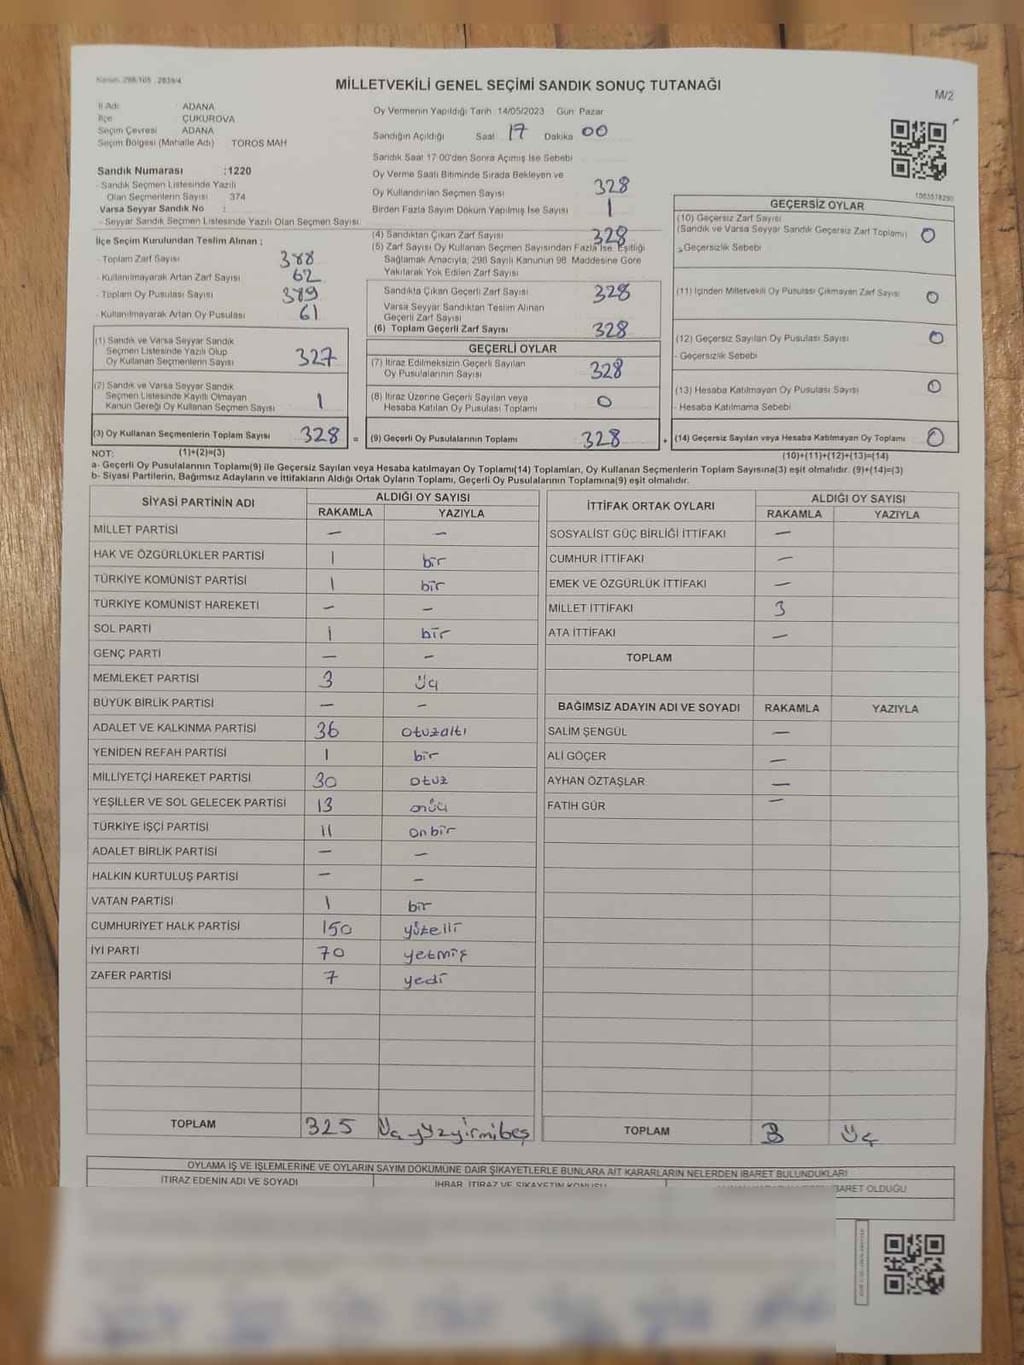 MİLLETVEKİLİ GENEL SEÇİMİ SANDIK SONUÇ TUTANAĞI
M/2
İl Adı ADANA
İlçe ÇUKUROVA
Seçim Çevresi ADANA
Seçim Bölgesi (Mahalle Adı) TOROS MAH
Sandık Numarası :1220
- Sandık Seçmen Listesinde Yazılı
Olan Seçmenlerin Sayısı 374
Varsa Seyyar Sandık No :
- Seyyar Sandık Seçmen Listesinde Yazılı Olan Seçmen Sayısı
Oy Vermenin Yapıldığı Tarih 14/05/2023 Gün Pazar
Sandığın Açıldığı Saat 17 Dakika 00
Sandık Saat 17:00'den Sonra Açılmış İse Sebebi
Oy Verme Saati Bitiminde Sırada Bekleyen ve
Oy Kullandırılan Seçmen Sayısı 328
Birden Fazla Sayım Döküm Yapılmış İse Sayısı 1
İlçe Seçim Kurulundan Teslim Alınan ;
- Toplam Zarf Sayısı
- Kullanılmayarak Artan Zarf Sayısı 62
- Toplam Oy Pusulası Sayısı
- Kullanılmayarak Artan Oy Pusulası 61
(4) Sandıktan Çıkan Zarf Sayısı 328
(5) Zarf Sayısı Oy Kullanan Seçmen Sayısından Fazla İse, Eşitliği
Sağlamak Amacıyla, 298 Sayılı Kanunun 98 Maddesine Göre
Yakılarak Yok Edilen Zarf Sayısı
Sandıkta Çıkan Geçerli Zarf Sayısı 328
Varsa Seyyar Sandıktan Teslim Alınan
Geçerli Zarf Sayısı
(6) Toplam Geçerli Zarf Sayısı 328
1003518290
GEÇERSİZ OYLAR
(10) Geçersiz Zarf Sayısı
(Sandık ve Varsa Seyyar Sandık Geçersiz Zarf Toplamı) 0
- Geçersizlik Sebebi
(11) İçinden Milletvekili Oy Pusulası Çıkmayan Zarf Sayısı 0
(12) Geçersiz Sayılan Oy Pusulası Sayısı 0
- Geçersizlik Sebebi
(13) Hesaba Katılmayan Oy Pusulası Sayısı 0
- Hesaba Katılmama Sebebi
(1) Sandık ve Varsa Seyyar Sandık
Seçmen Listesinde Yazılı Olup
Oy Kullanan Seçmenlerin Sayısı 327
(2) Sandık ve Varsa Seyyar Sandık
Seçmen Listesinde Kayıtlı Olmayan
Kanun Gereği Oy Kullanan Seçmen Sayısı 1
GEÇERLİ OYLAR
(7) İtiraz Edilmeksizin Geçerli Sayılan
Oy Pusulalarının Sayısı 328
(8) İtiraz Üzerine Geçerli Sayılan veya
Hesaba Katılan Oy Pusulası Toplamı 0
(3) Oy Kullanan Seçmenlerin Toplam Sayısı 328 = (9) Geçerli Oy Pusulalarının Toplamı 328 + (14) Geçersiz Sayılan veya Hesaba Katılmayan Oy Toplamı 0
NOT: (1)+(2)=(3) (10)+(11)+(12)+(13)=(14)
a- Geçerli Oy Pusulalarının Toplamı(9) ile Geçersiz Sayılan veya Hesaba katılmayan Oy Toplamı(14) Toplamları, Oy Kullanan Seçmenlerin Toplam Sayısına(3) eşit olmalıdır. (9)+(14)=(3)
b- Siyasi Partilerin, Bağımsız Adayların ve İttifakların Aldığı Ortak Oyların Toplamı, Geçerli Oy Pusulalarının Toplamına(9) eşit olmalıdır.
SİYASİ PARTİNİN ADI ALDIĞI OY SAYISI
RAKAMLA YAZIYLA
MİLLET PARTİSİ — —
HAK VE ÖZGÜRLÜKLER PARTİSİ 1 bir
TÜRKİYE KOMÜNİST PARTİSİ 1 bir
TÜRKİYE KOMÜNİST HAREKETİ — —
SOL PARTİ 1 bir
GENÇ PARTİ — —
MEMLEKET PARTİSİ 3 üç
BÜYÜK BİRLİK PARTİSİ — —
ADALET VE KALKINMA PARTİSİ 36 otuzaltı
YENİDEN REFAH PARTİSİ 1 bir
MİLLİYETÇİ HAREKET PARTİSİ 30 otuz
YEŞİLLER VE SOL GELECEK PARTİSİ 13 onüç
TÜRKİYE İŞÇİ PARTİSİ 11 onbir
ADALET BİRLİK PARTİSİ — —
HALKIN KURTULUŞ PARTİSİ — —
VATAN PARTİSİ 1 bir
CUMHURİYET HALK PARTİSİ 150 yüzelli
İYİ PARTİ 70 yetmiş
ZAFER PARTİSİ 7 yedi
TOPLAM 325 Üçyüzyirmibeş
İTTİFAK ORTAK OYLARI ALDIĞI OY SAYISI
RAKAMLA YAZIYLA
SOSYALİST GÜÇ BİRLİĞİ İTTİFAKI —
CUMHUR İTTİFAKI —
EMEK VE ÖZGÜRLÜK İTTİFAKI —
MİLLET İTTİFAKI 3
ATA İTTİFAKI —
TOPLAM
BAĞIMSIZ ADAYIN ADI VE SOYADI RAKAMLA YAZIYLA
SALİM ŞENGÜL —
ALİ GÖÇER —
AYHAN ÖZTAŞLAR —
FATİH GÜR —
TOPLAM 3 Üç
OYLAMA İŞ VE İŞLEMLERİNE VE OYLARIN SAYIM DÖKÜMÜNE DAİR ŞİKAYETLERLE BUNLARA AİT KARARLARIN NELERDEN İBARET BULUNDUKLARI
İTİRAZ EDENİN ADI VE SOYADI İHBAR, İTİRAZ VE ŞİKAYETİN KONUSU İBARET OLDUĞU